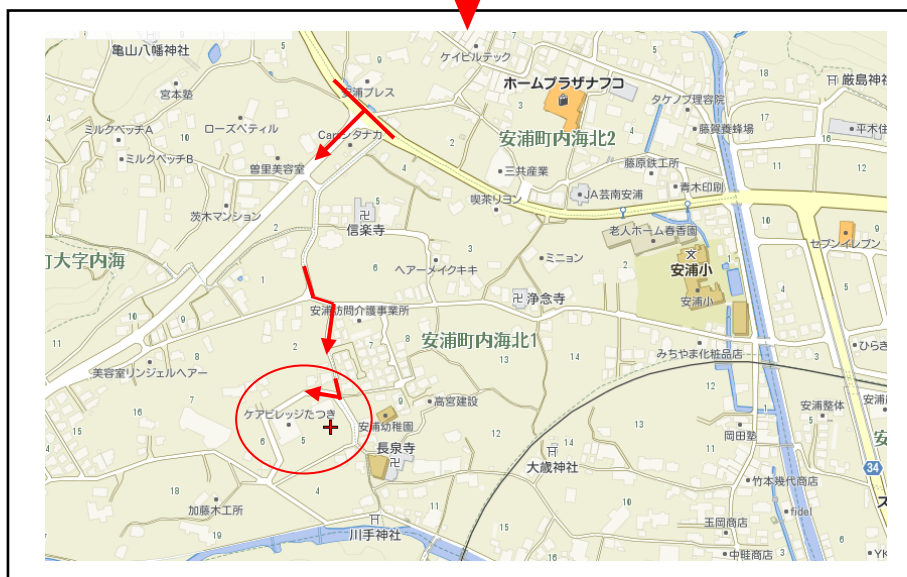 亀山八幡神社
ケイビルテック
宮本塾
安浦プレス
ホームプラザナフコ
厳島神社
タケノブ理容院
ミルクペッチA
ローズペティル
Carセンタナカ
安浦町内海北2
藤賀養蜂場
平木住
ミルクペッチB
曽里美容室
三共産業
藤原鉄工所
JA芸南安浦
青木印刷
茨木マンション
喫茶リヨン
信楽寺
老人ホーム春香園
セブンイレブン
町大字内海
ヘアーメイクキキ
ミニョン
安浦小
安浦小
浄念寺
安浦訪問介護事業所
安浦町内海北1
みちやま化粧品店
ひらき
美容室リンジェルヘアー
ケアビレッジたつき
安浦幼稚園
高宮建設
安浦整体
安浦
岡田塾
長泉寺
大歳神社
34
竹本幾代商店
加藤木工所
fidel
玉岡商店
川手神社
中畦商店
YK